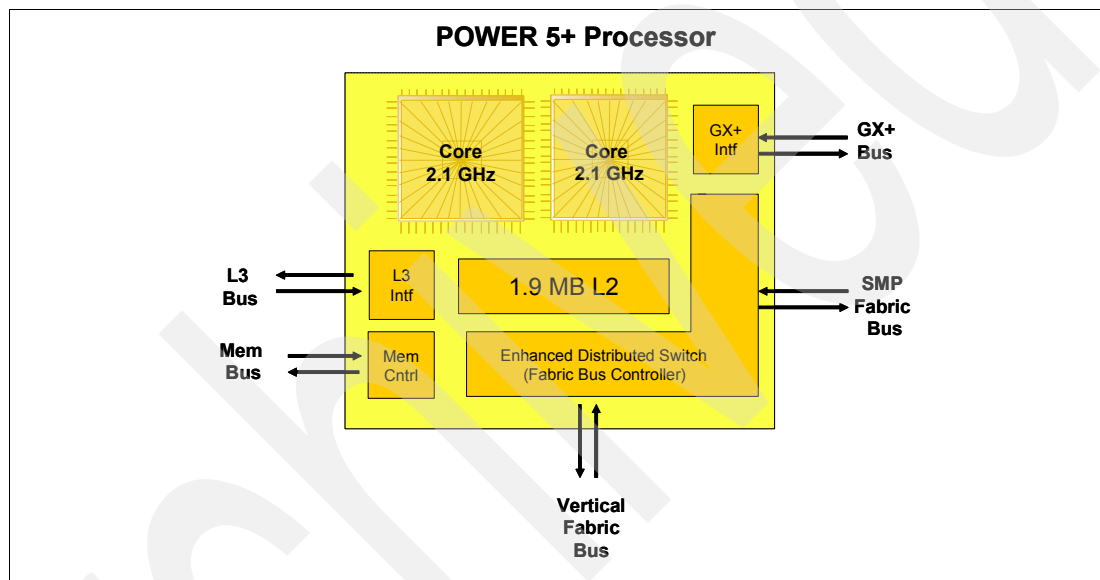 POWER 5+ Processor
Core
2.1 GHz
Core
2.1 GHz
GX+
Intf
GX+
Bus
L3
Bus
L3
Intf
1.9 MB L2
SMP
Fabric
Bus
Mem
Bus
Mem
Cntrl
Enhanced Distributed Switch
(Fabric Bus Controller)
Vertical
Fabric
Bus